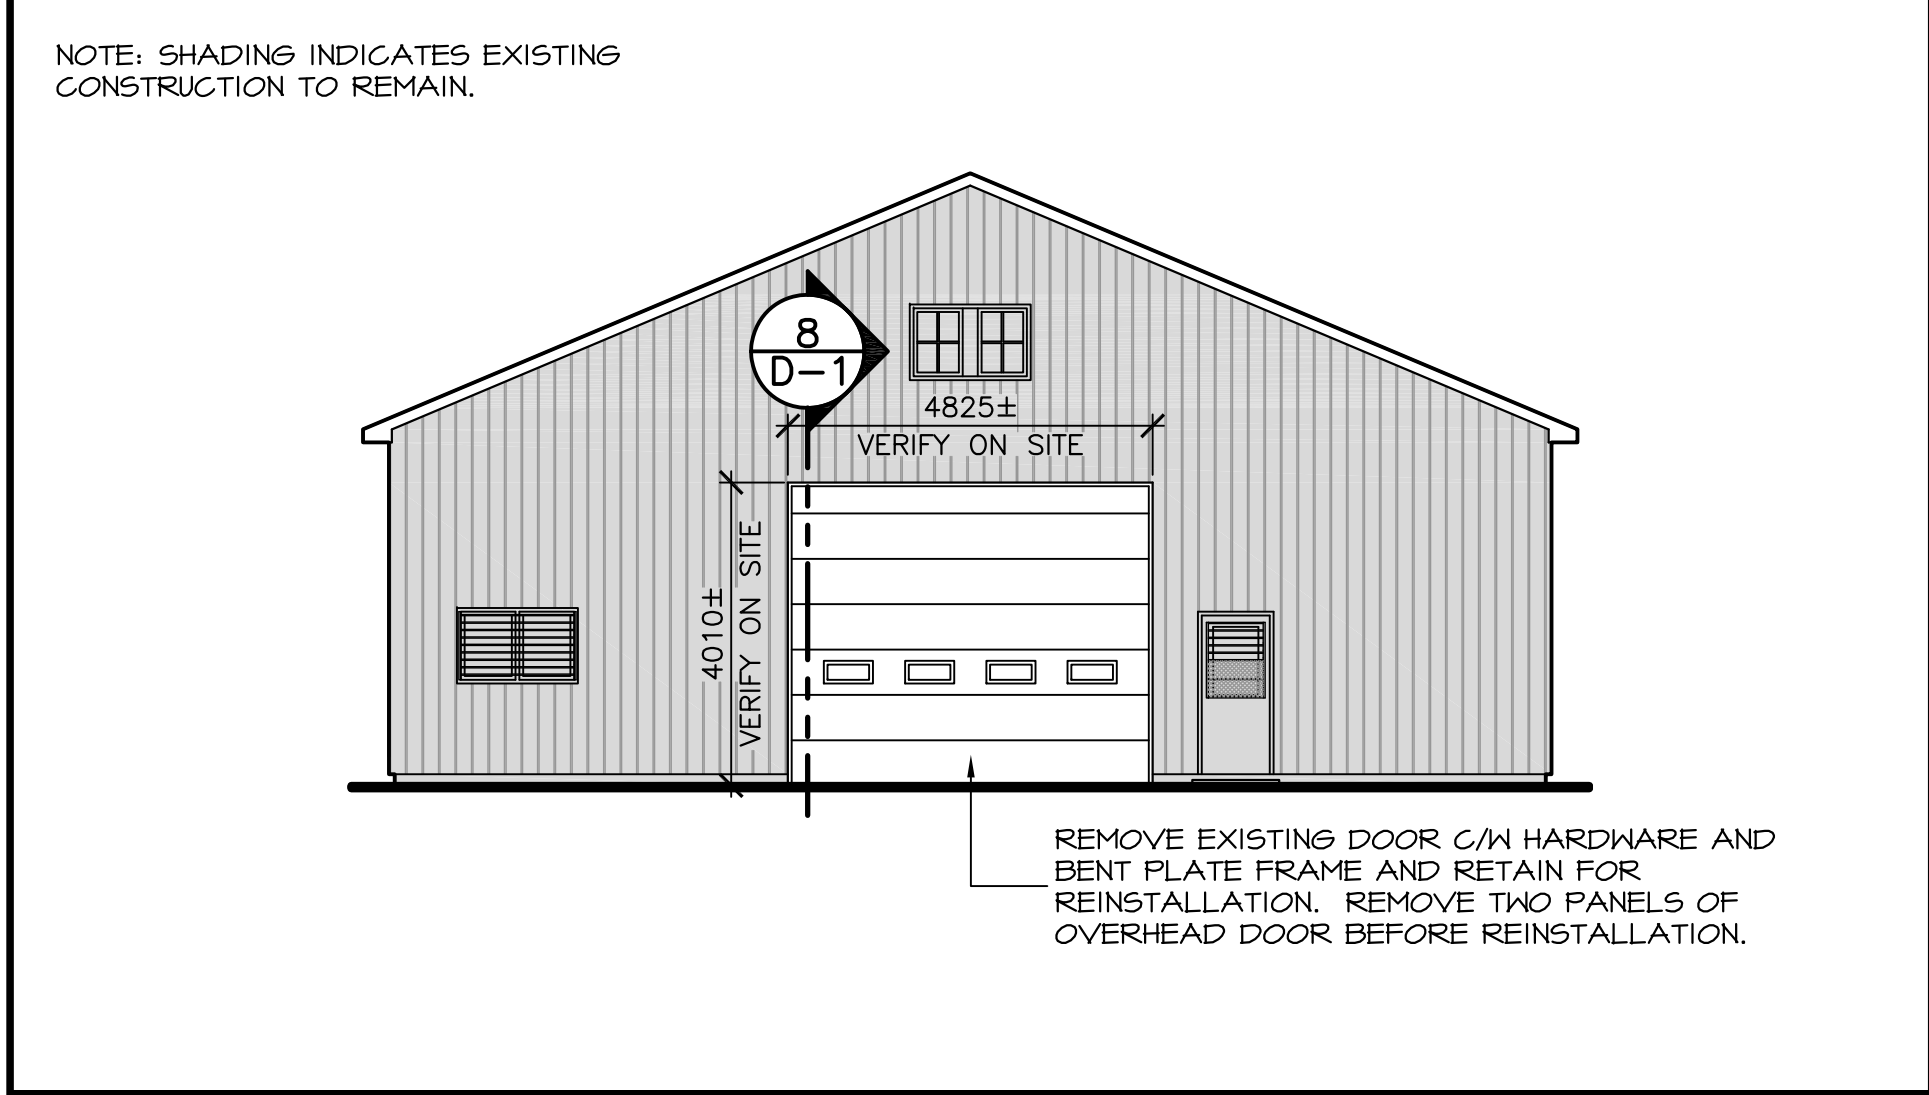 NOTE: SHADING INDICATES EXISTING
CONSTRUCTION TO REMAIN.
8
D-1
4825±
VERIFY ON SITE
4010±
VERIFY ON SITE
REMOVE EXISTING DOOR C/W HARDWARE AND
BENT PLATE FRAME AND RETAIN FOR
REINSTALLATION. REMOVE TWO PANELS OF
OVERHEAD DOOR BEFORE REINSTALLATION.